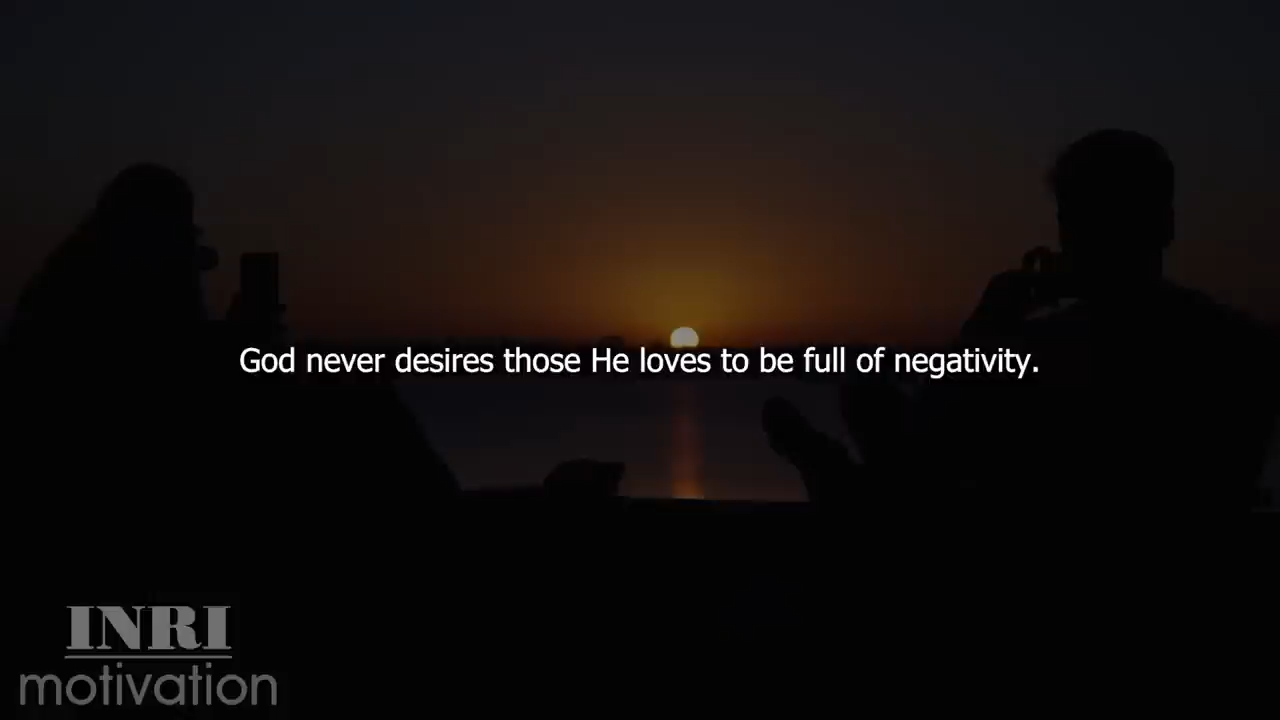 God never desires those He loves to be full of negativity.
INRI
motivation